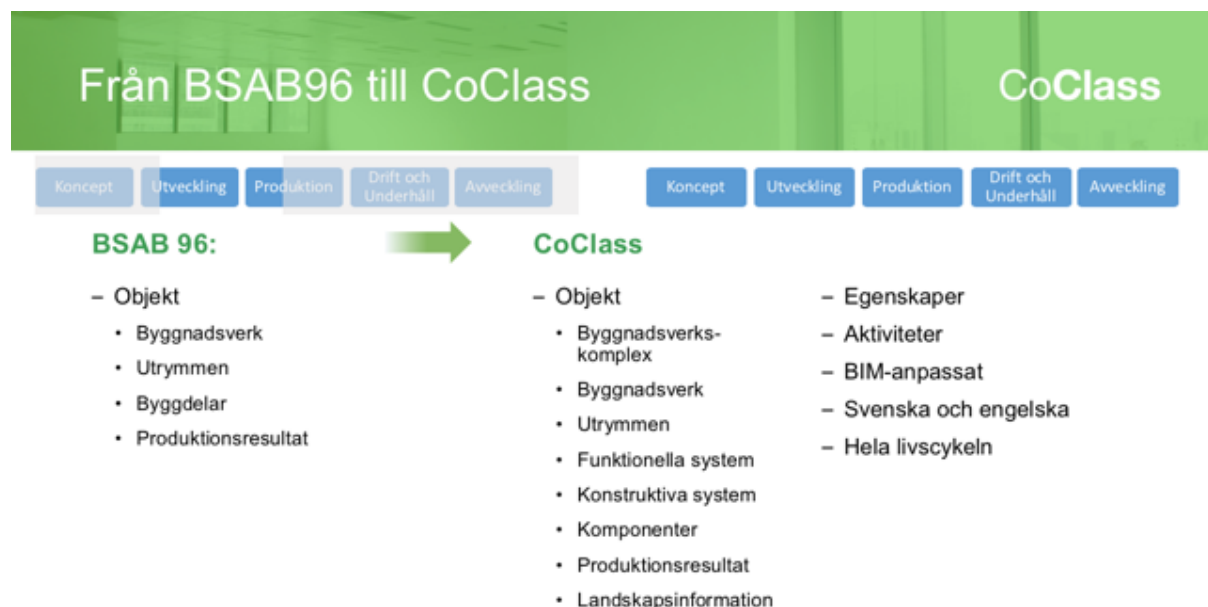 Från BSAB96 till CoClass
CoClass
Koncept
Utveckling
Produktion
Drift och
Underhåll
Avveckling
Koncept
Utveckling
Produktion
Drift och
Underhåll
Avveckling
BSAB 96:
– Objekt
• Byggnadsverk
• Utrymmen
• Byggdelar
• Produktionsresultat
CoClass
– Objekt
• Byggnadsverks-
komplex
• Byggnadsverk
• Utrymmen
• Funktionella system
• Konstruktiva system
• Komponenter
• Produktionsresultat
• Landskapsinformation
– Egenskaper
– Aktiviteter
– BIM-anpassat
– Svenska och engelska
– Hela livscykeln